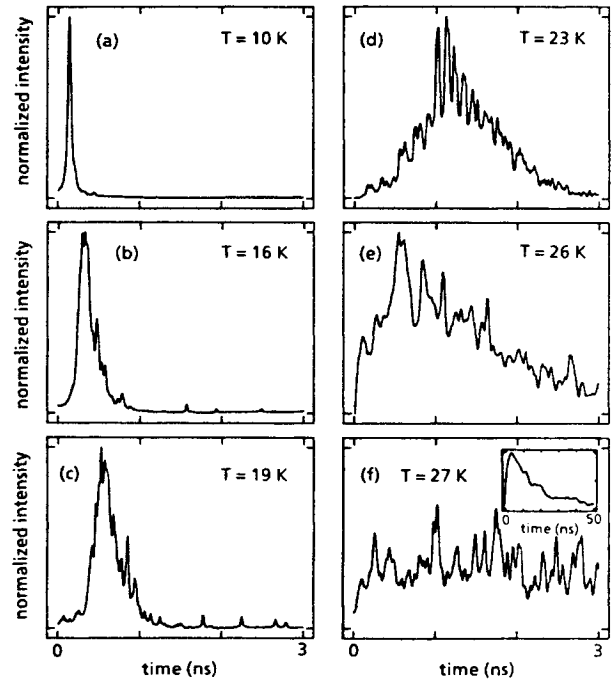 normalized intensity
(a)
T = 10 K
(d)
T = 23 K
normalized intensity
(b)
T = 16 K
(e)
T = 26 K
normalized intensity
(c)
T = 19 K
(f)
T = 27 K
0
50
time (ns)
0
3
time (ns)
0
3
time (ns)